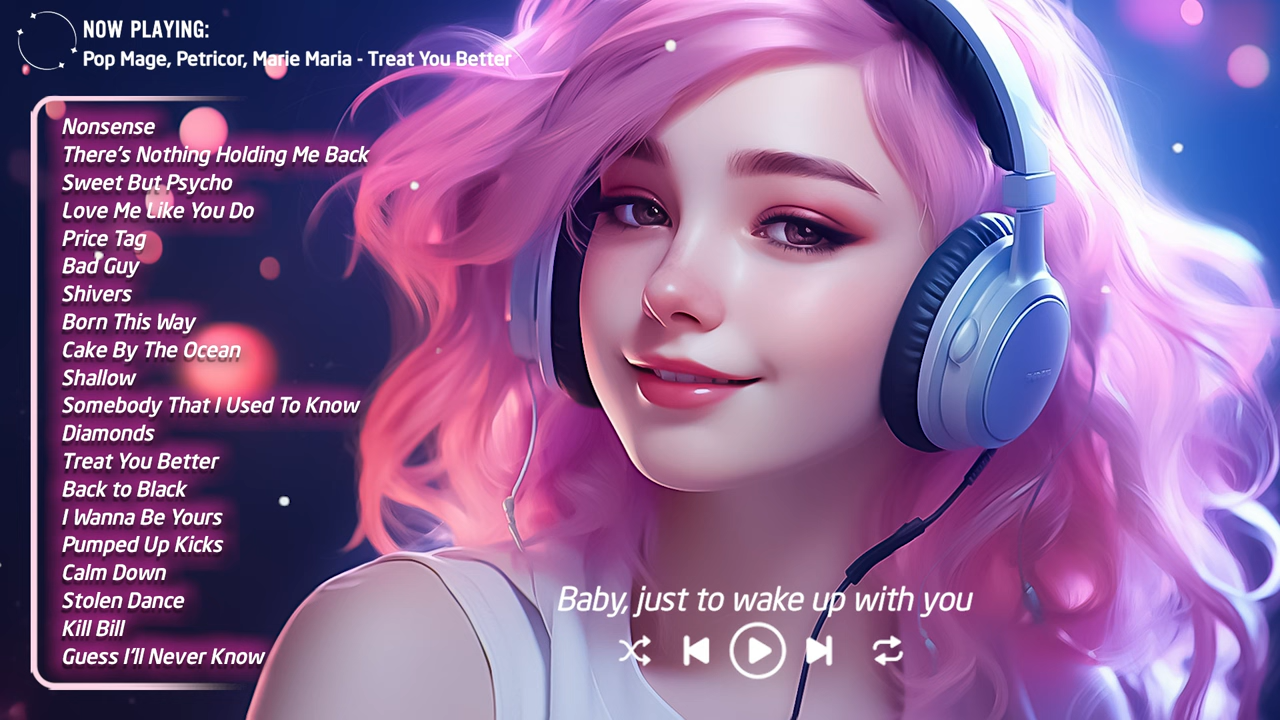 NOW PLAYING:
Pop Mage, Petricor, Marie Maria - Treat You Better
Nonsense
There's Nothing Holding Me Back
Sweet But Psycho
Love Me Like You Do
Price Tag
Bad Guy
Shivers
Born This Way
Cake By The Ocean
Shallow
Somebody That I Used To Know
Diamonds
Treat You Better
Back to Black
I Wanna Be Yours
Pumped Up Kicks
Calm Down
Stolen Dance
Kill Bill
Guess I'll Never Know
Baby, just to wake up with you